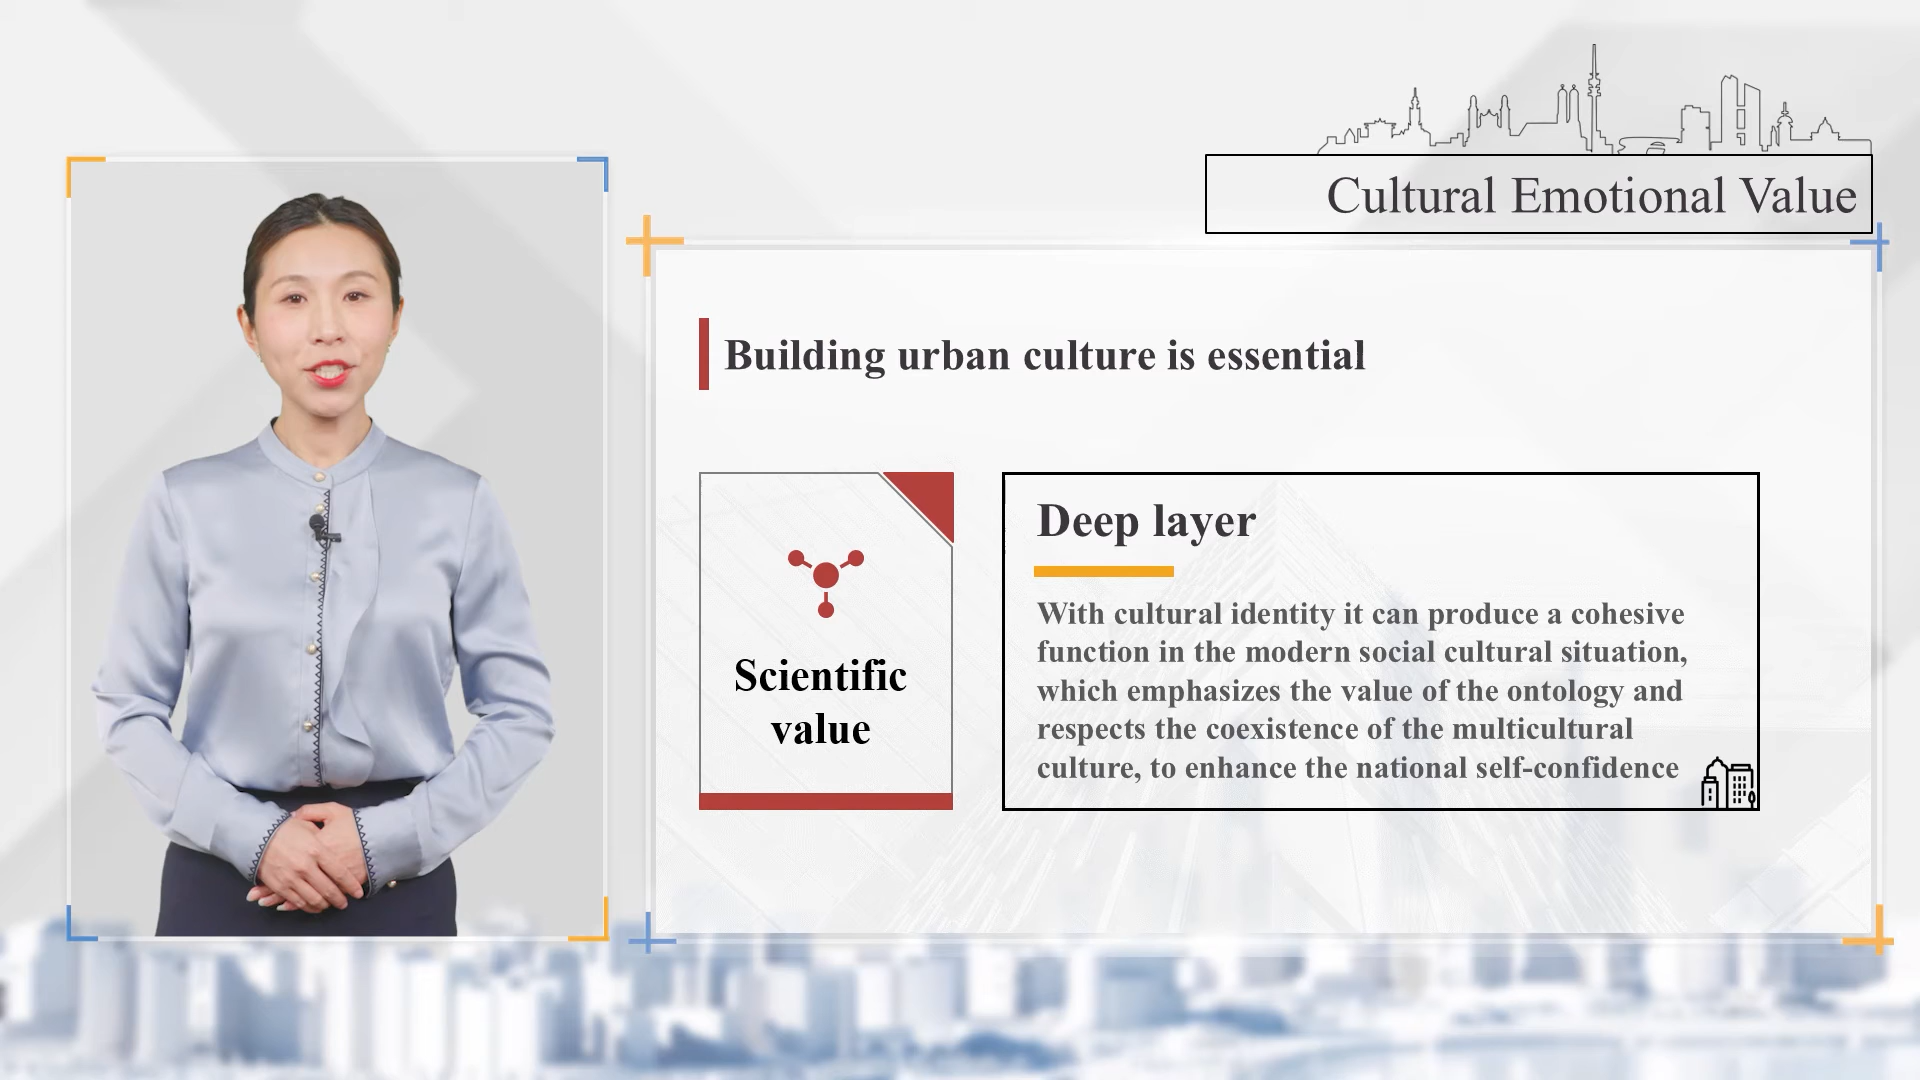 Cultural Emotional Value
Building urban culture is essential
Scientific
value
Deep layer
With cultural identity it can produce a cohesive
function in the modern social cultural situation,
which emphasizes the value of the ontology and
respects the coexistence of the multicultural
culture, to enhance the national self-confidence